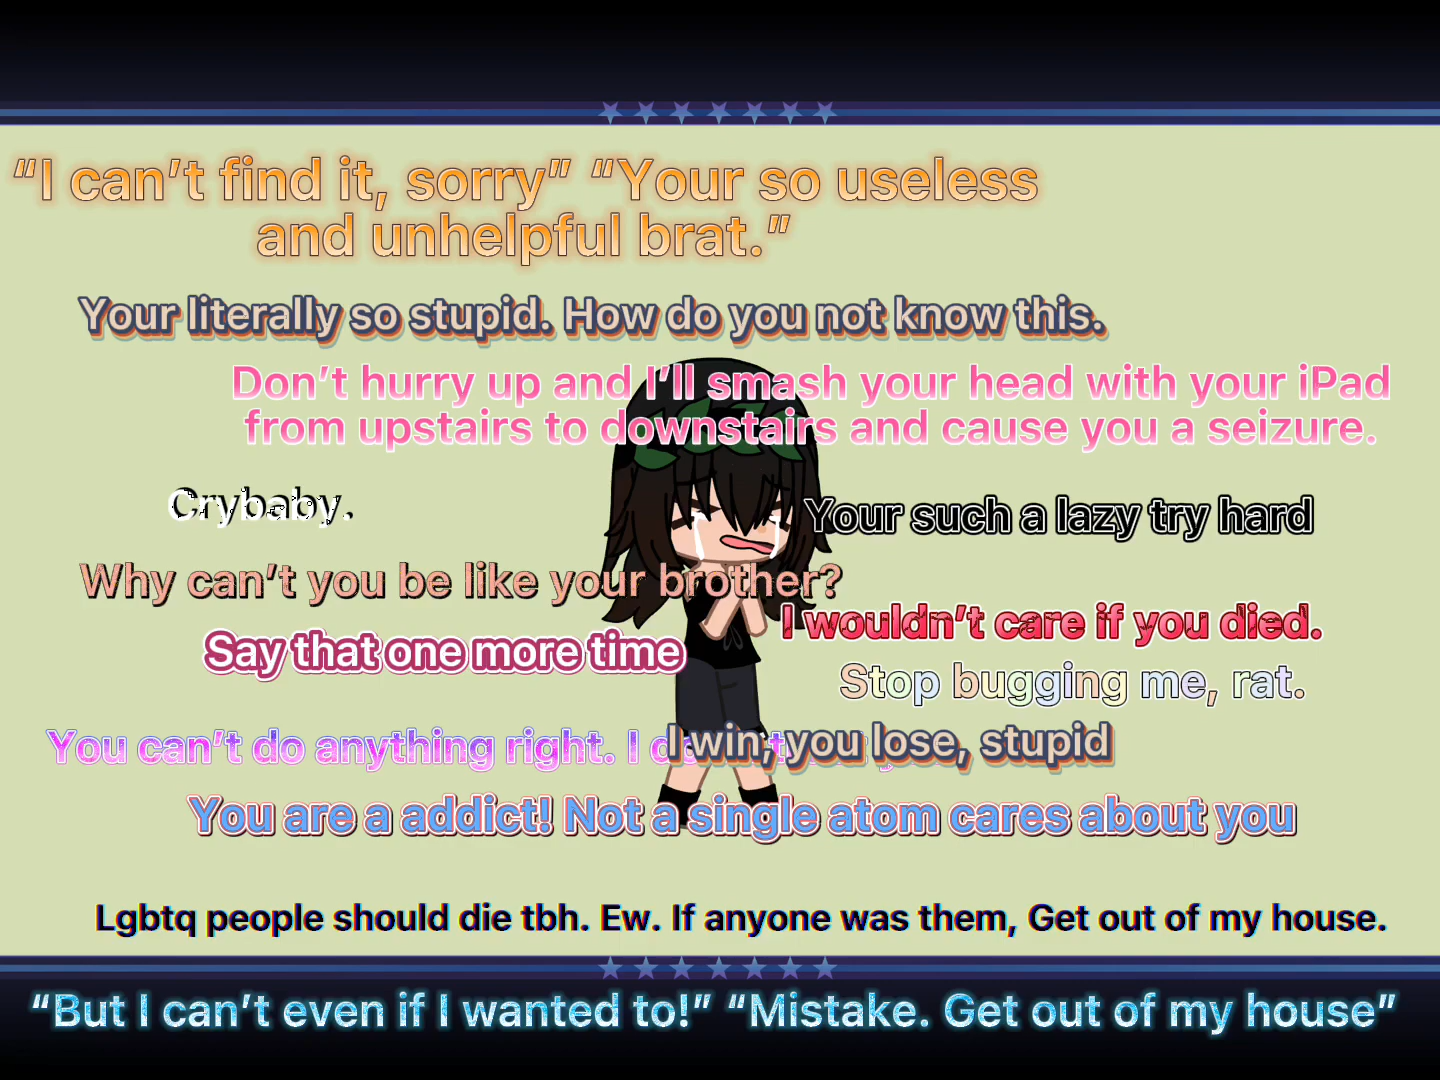 “I can’t find it, sorry” “Your so useless
and unhelpful brat.”
Your literally so stupid. How do you not know this.
Don’t hurry up and I’ll smash your head with your iPad
from upstairs to downstairs and cause you a seizure.
Crybaby.
Your such a lazy try hard
Why can’t you be like your brother?
I wouldn’t care if you died.
Say that one more time
Stop bugging me, rat.
You can’t do anything right. I
I win, you lose, stupid
You are a addict! Not a single atom cares about you
Lgbtq people should die tbh. Ew. If anyone was them, Get out of my house.
“But I can’t even if I wanted to!” “Mistake. Get out of my house”